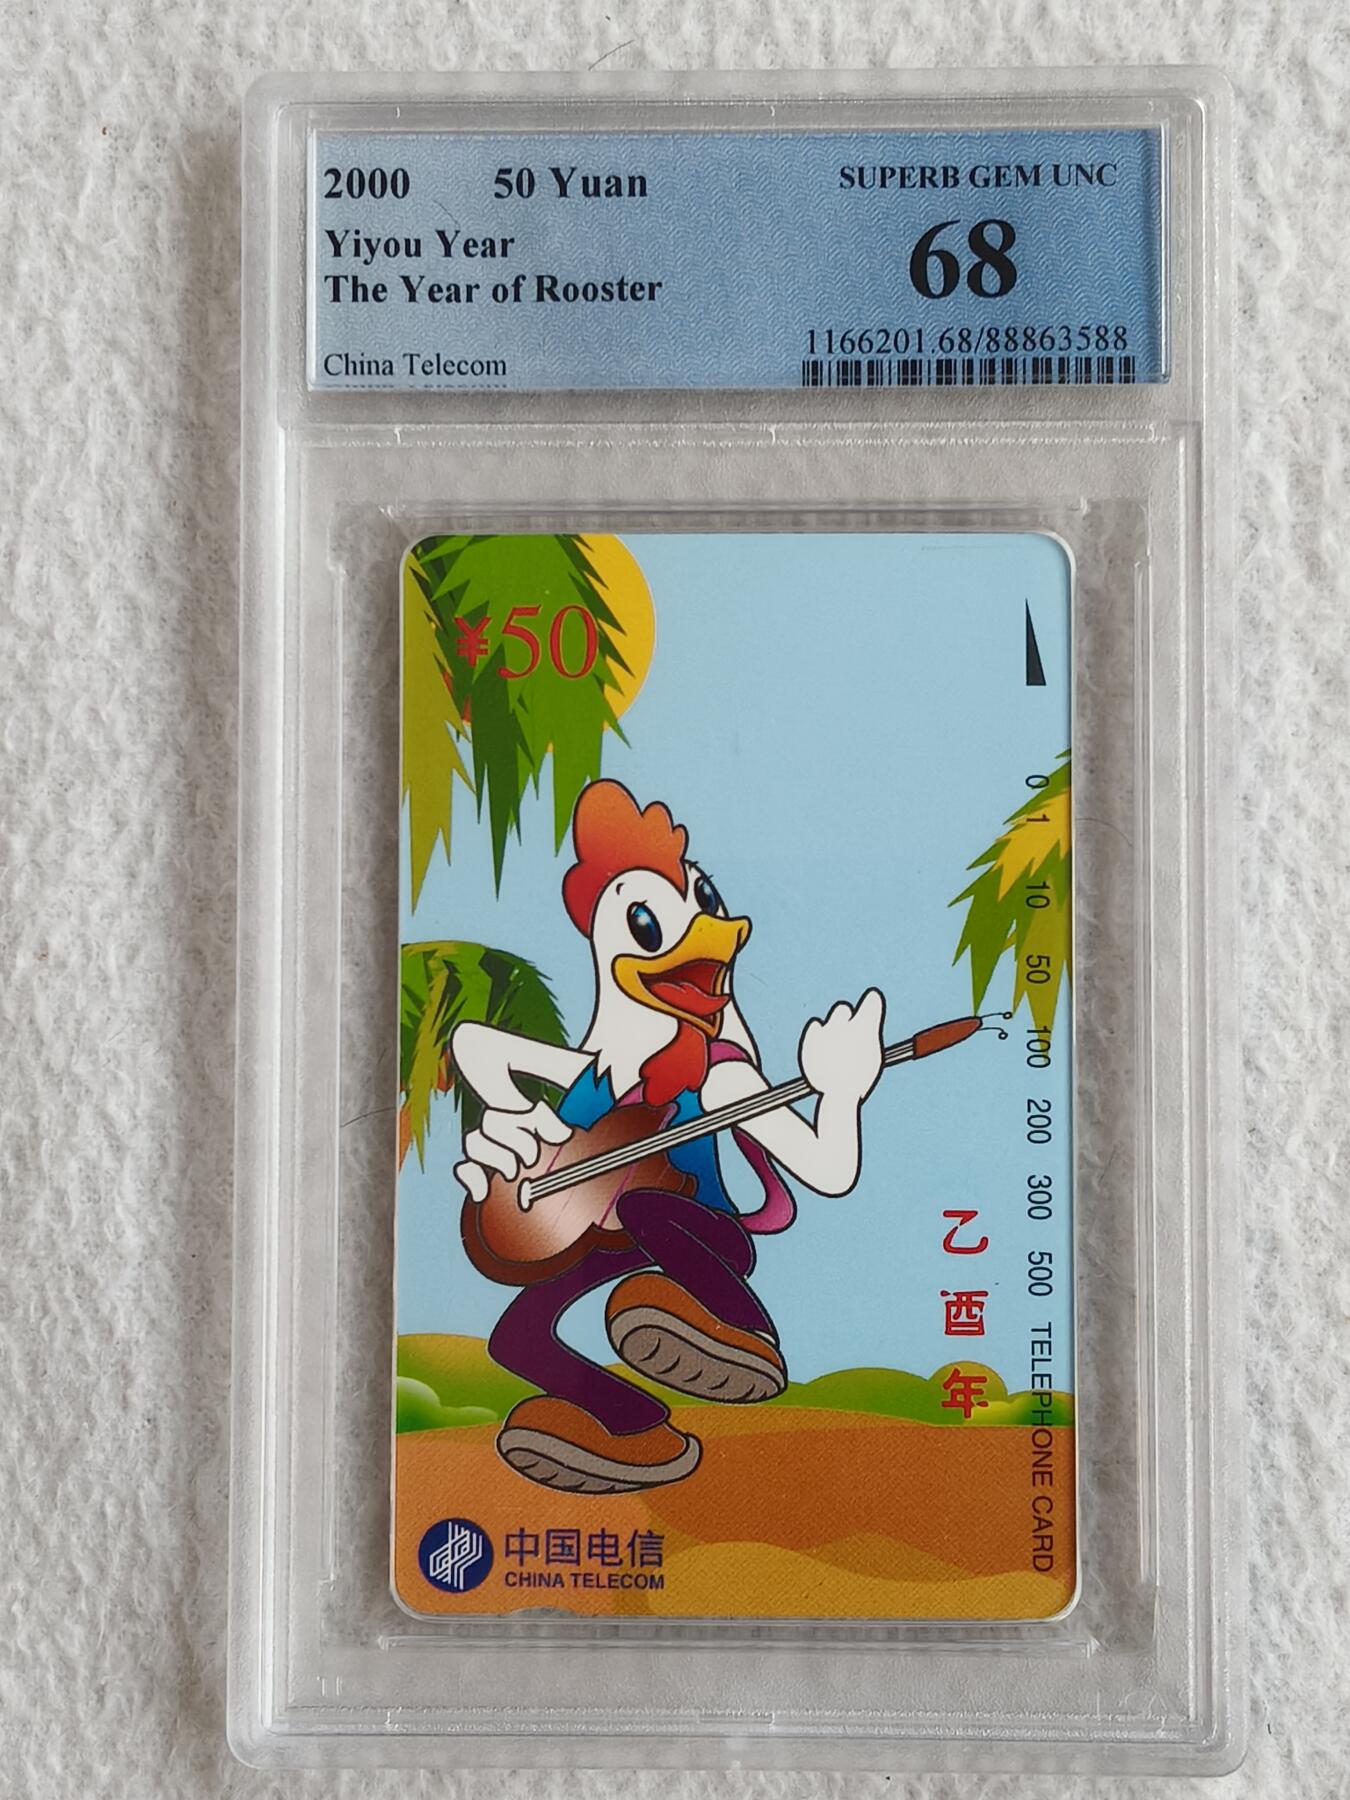 2000 50 Yuan
SUPERB GEM UNC
Yiyou Year
68
The Year of Rooster
1166201.68/88863588
China Telecom
¥50
0 1 10 50 100 200 300 500 TELEPHONE CARD
乙酉年
中国电信
CHINA TELECOM